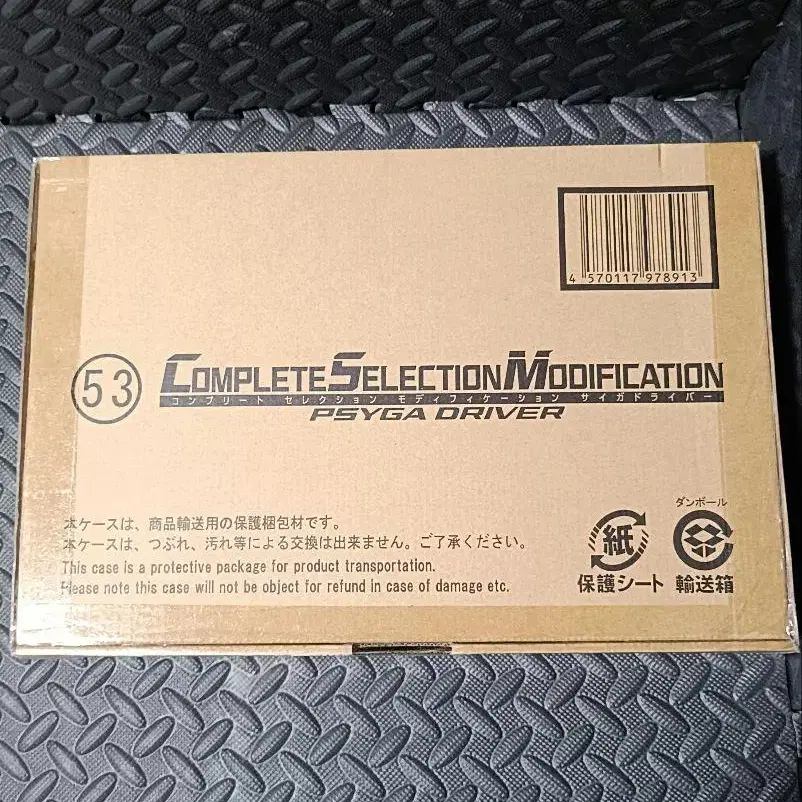 4 570117 978913
53
COMPLETE SELECTION MODIFICATION
コンプリート セレクション モディフィケーション サイガドライバー
PSYGA DRIVER
本ケースは、商品輸送用の保護梱包材です。
本ケースは、つぶれ、汚れ等による交換は出来ません。ご了承ください。
This case is a protective package for product transportation.
Please note this case will not be object for refund in case of damage etc.
紙
保護シート
ダンボール
輸送箱